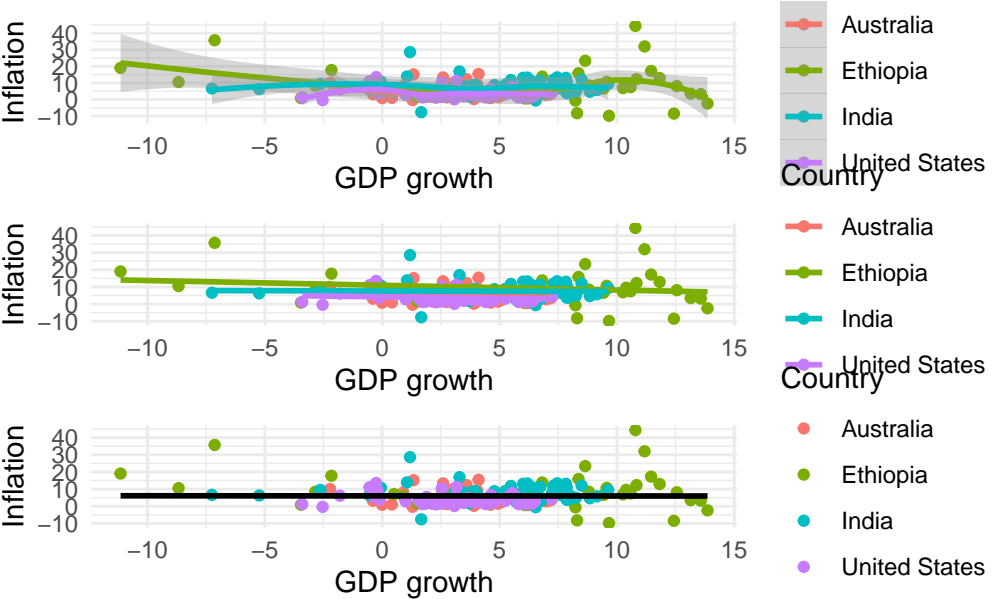 Inflation
40
30
20
10
0
−10
−10 −5 0 5 10 15
GDP growth
Australia
Ethiopia
India
United States
Country
Inflation
40
30
20
10
0
−10
−10 −5 0 5 10 15
GDP growth
Australia
Ethiopia
India
United States
Country
Inflation
40
30
20
10
0
−10
−10 −5 0 5 10 15
GDP growth
Australia
Ethiopia
India
United States